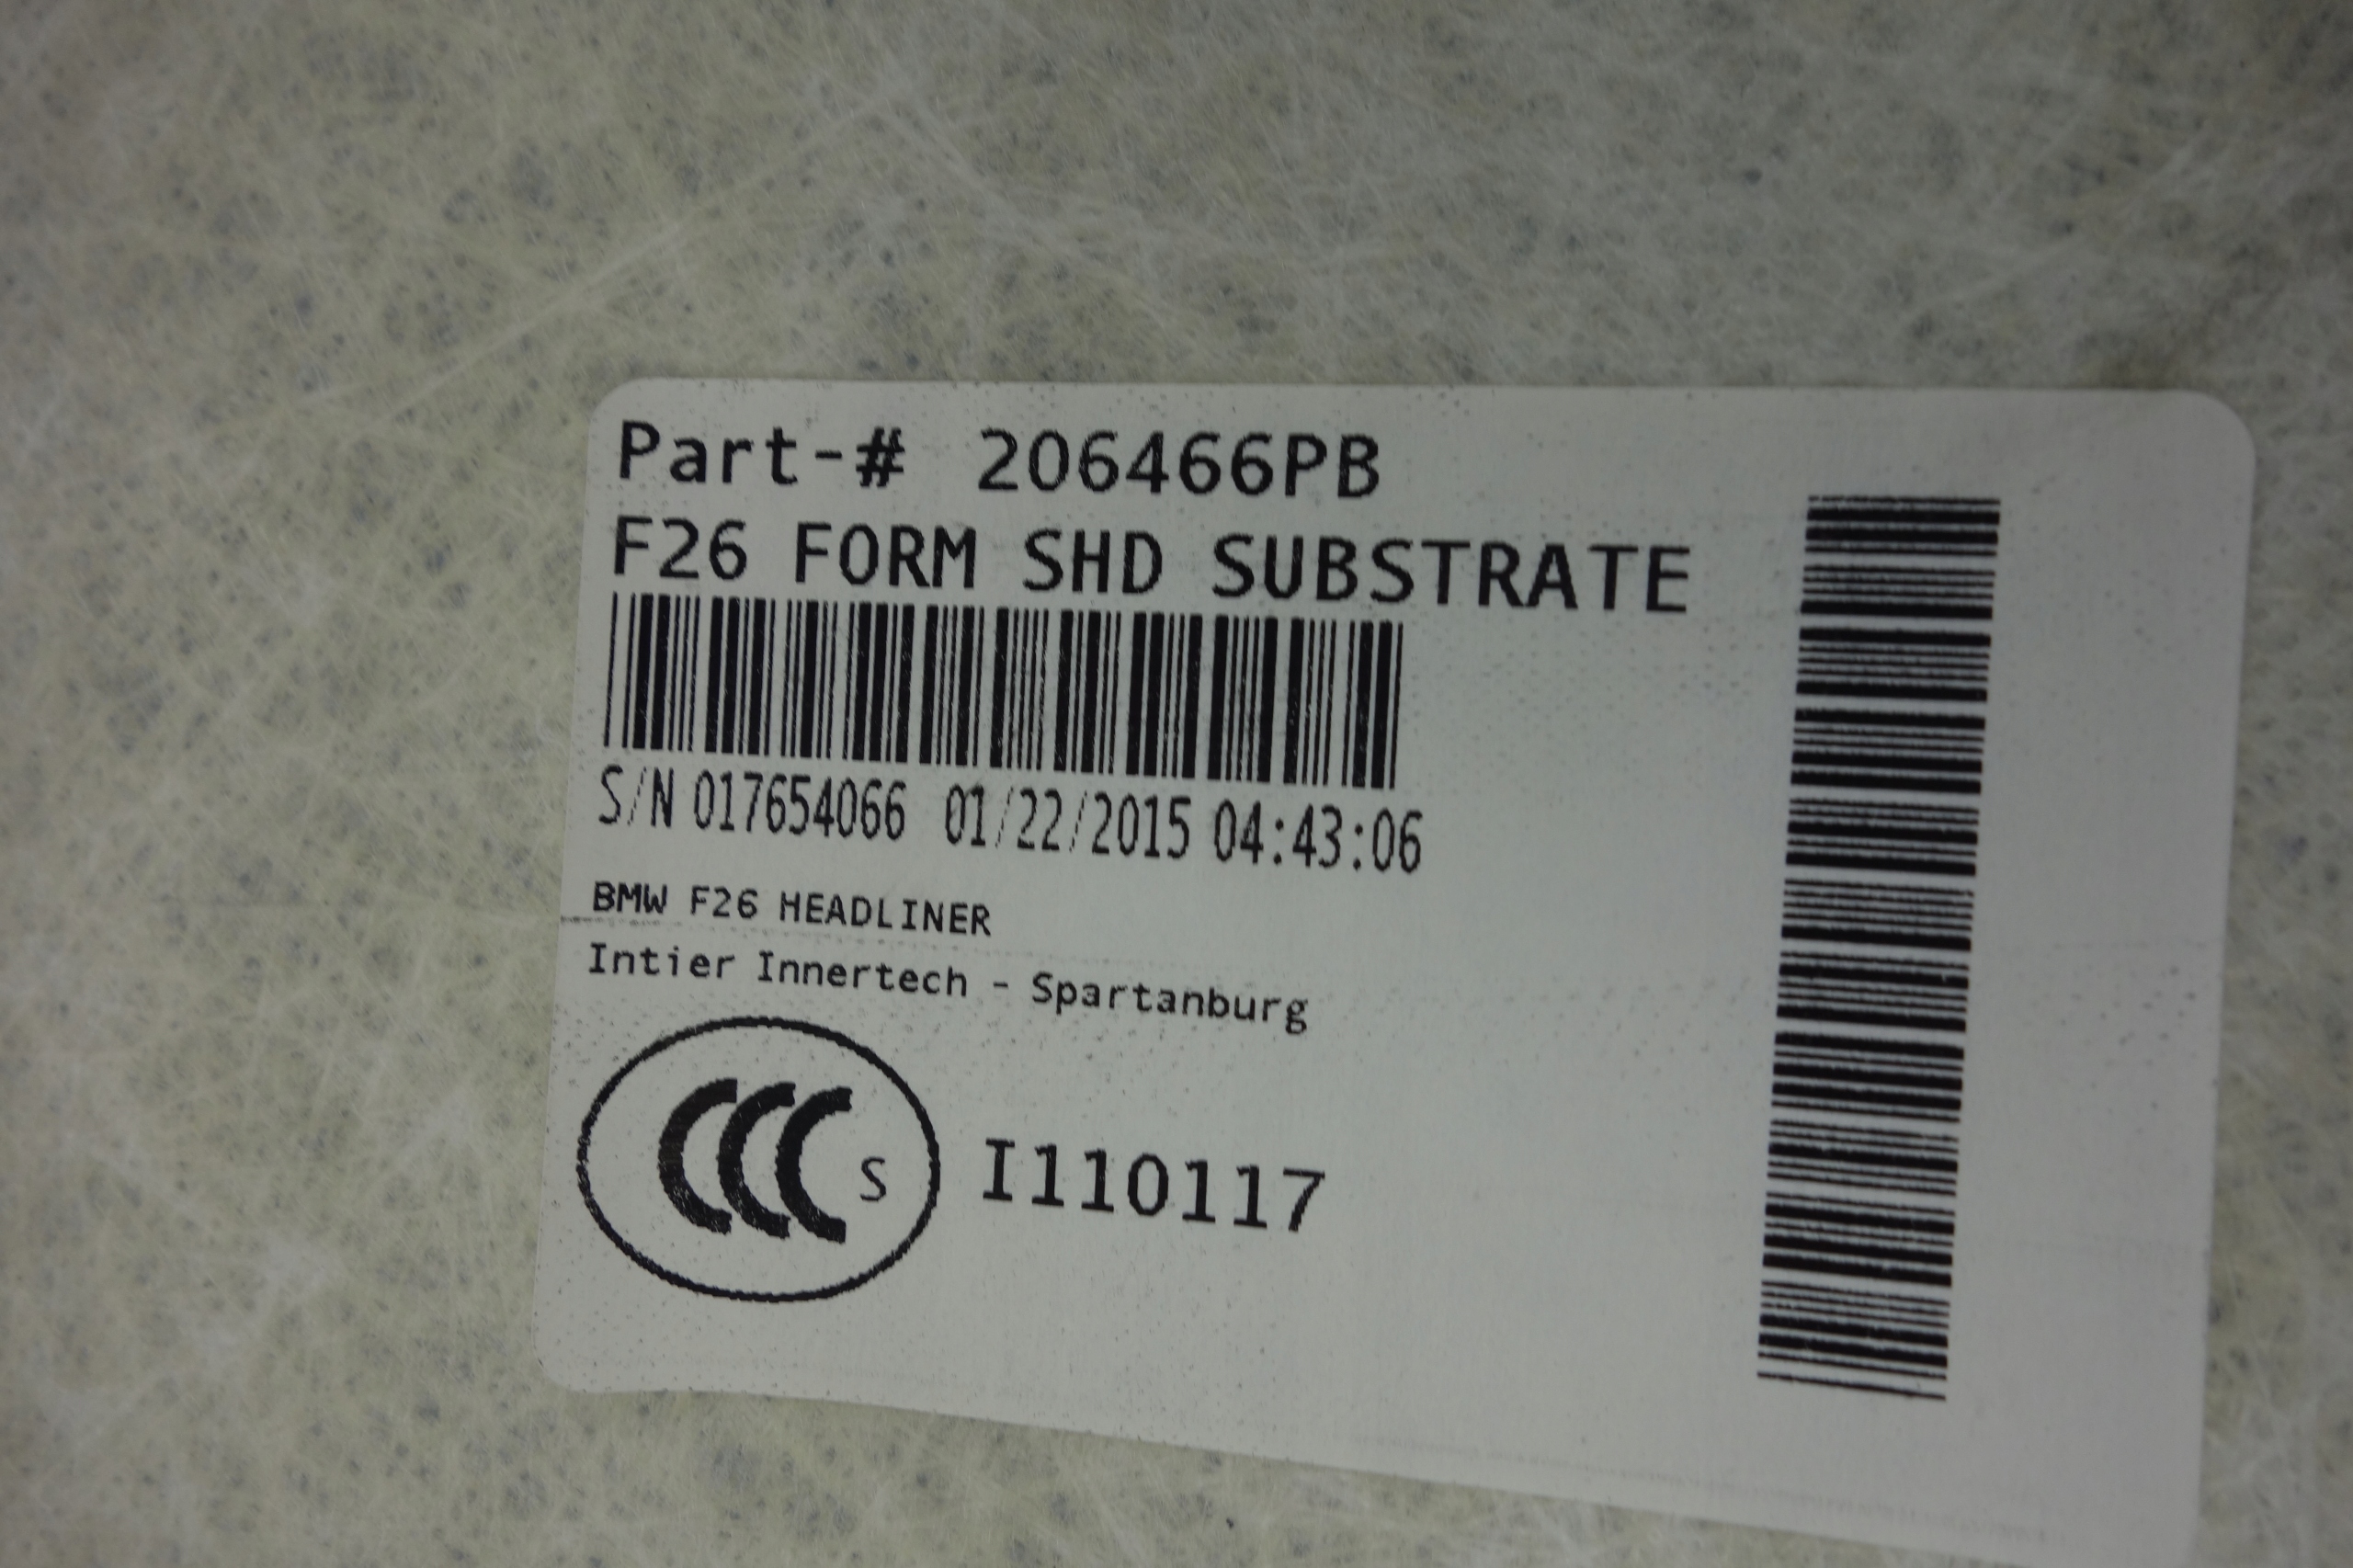 Part-# 206466PB
F26 FORM SHD SUBSTRATE
S/N 017654066 01/22/2015 04:43:06
BMW F26 HEADLINER
Intier Innertech - Spartanburg
CCC S I110117